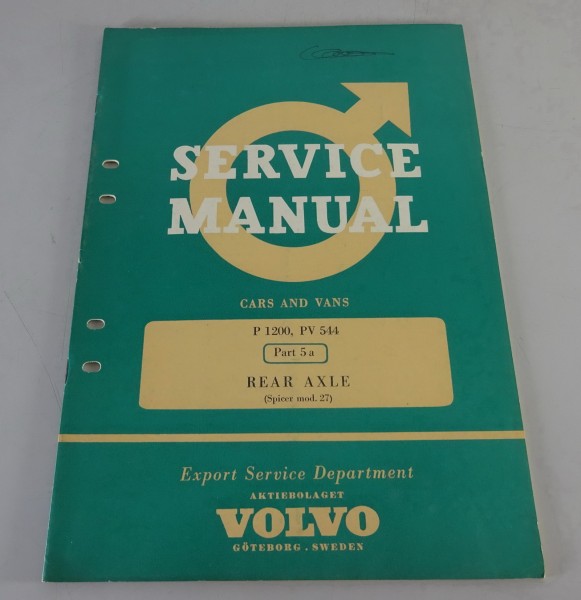 SERVICE
MANUAL
CARS AND VANS
P 1200, PV 544
Part 5 a
REAR AXLE
(Spicer mod. 27)
Export Service Department
AKTIEBOLAGET
VOLVO
GÖTEBORG . SWEDEN